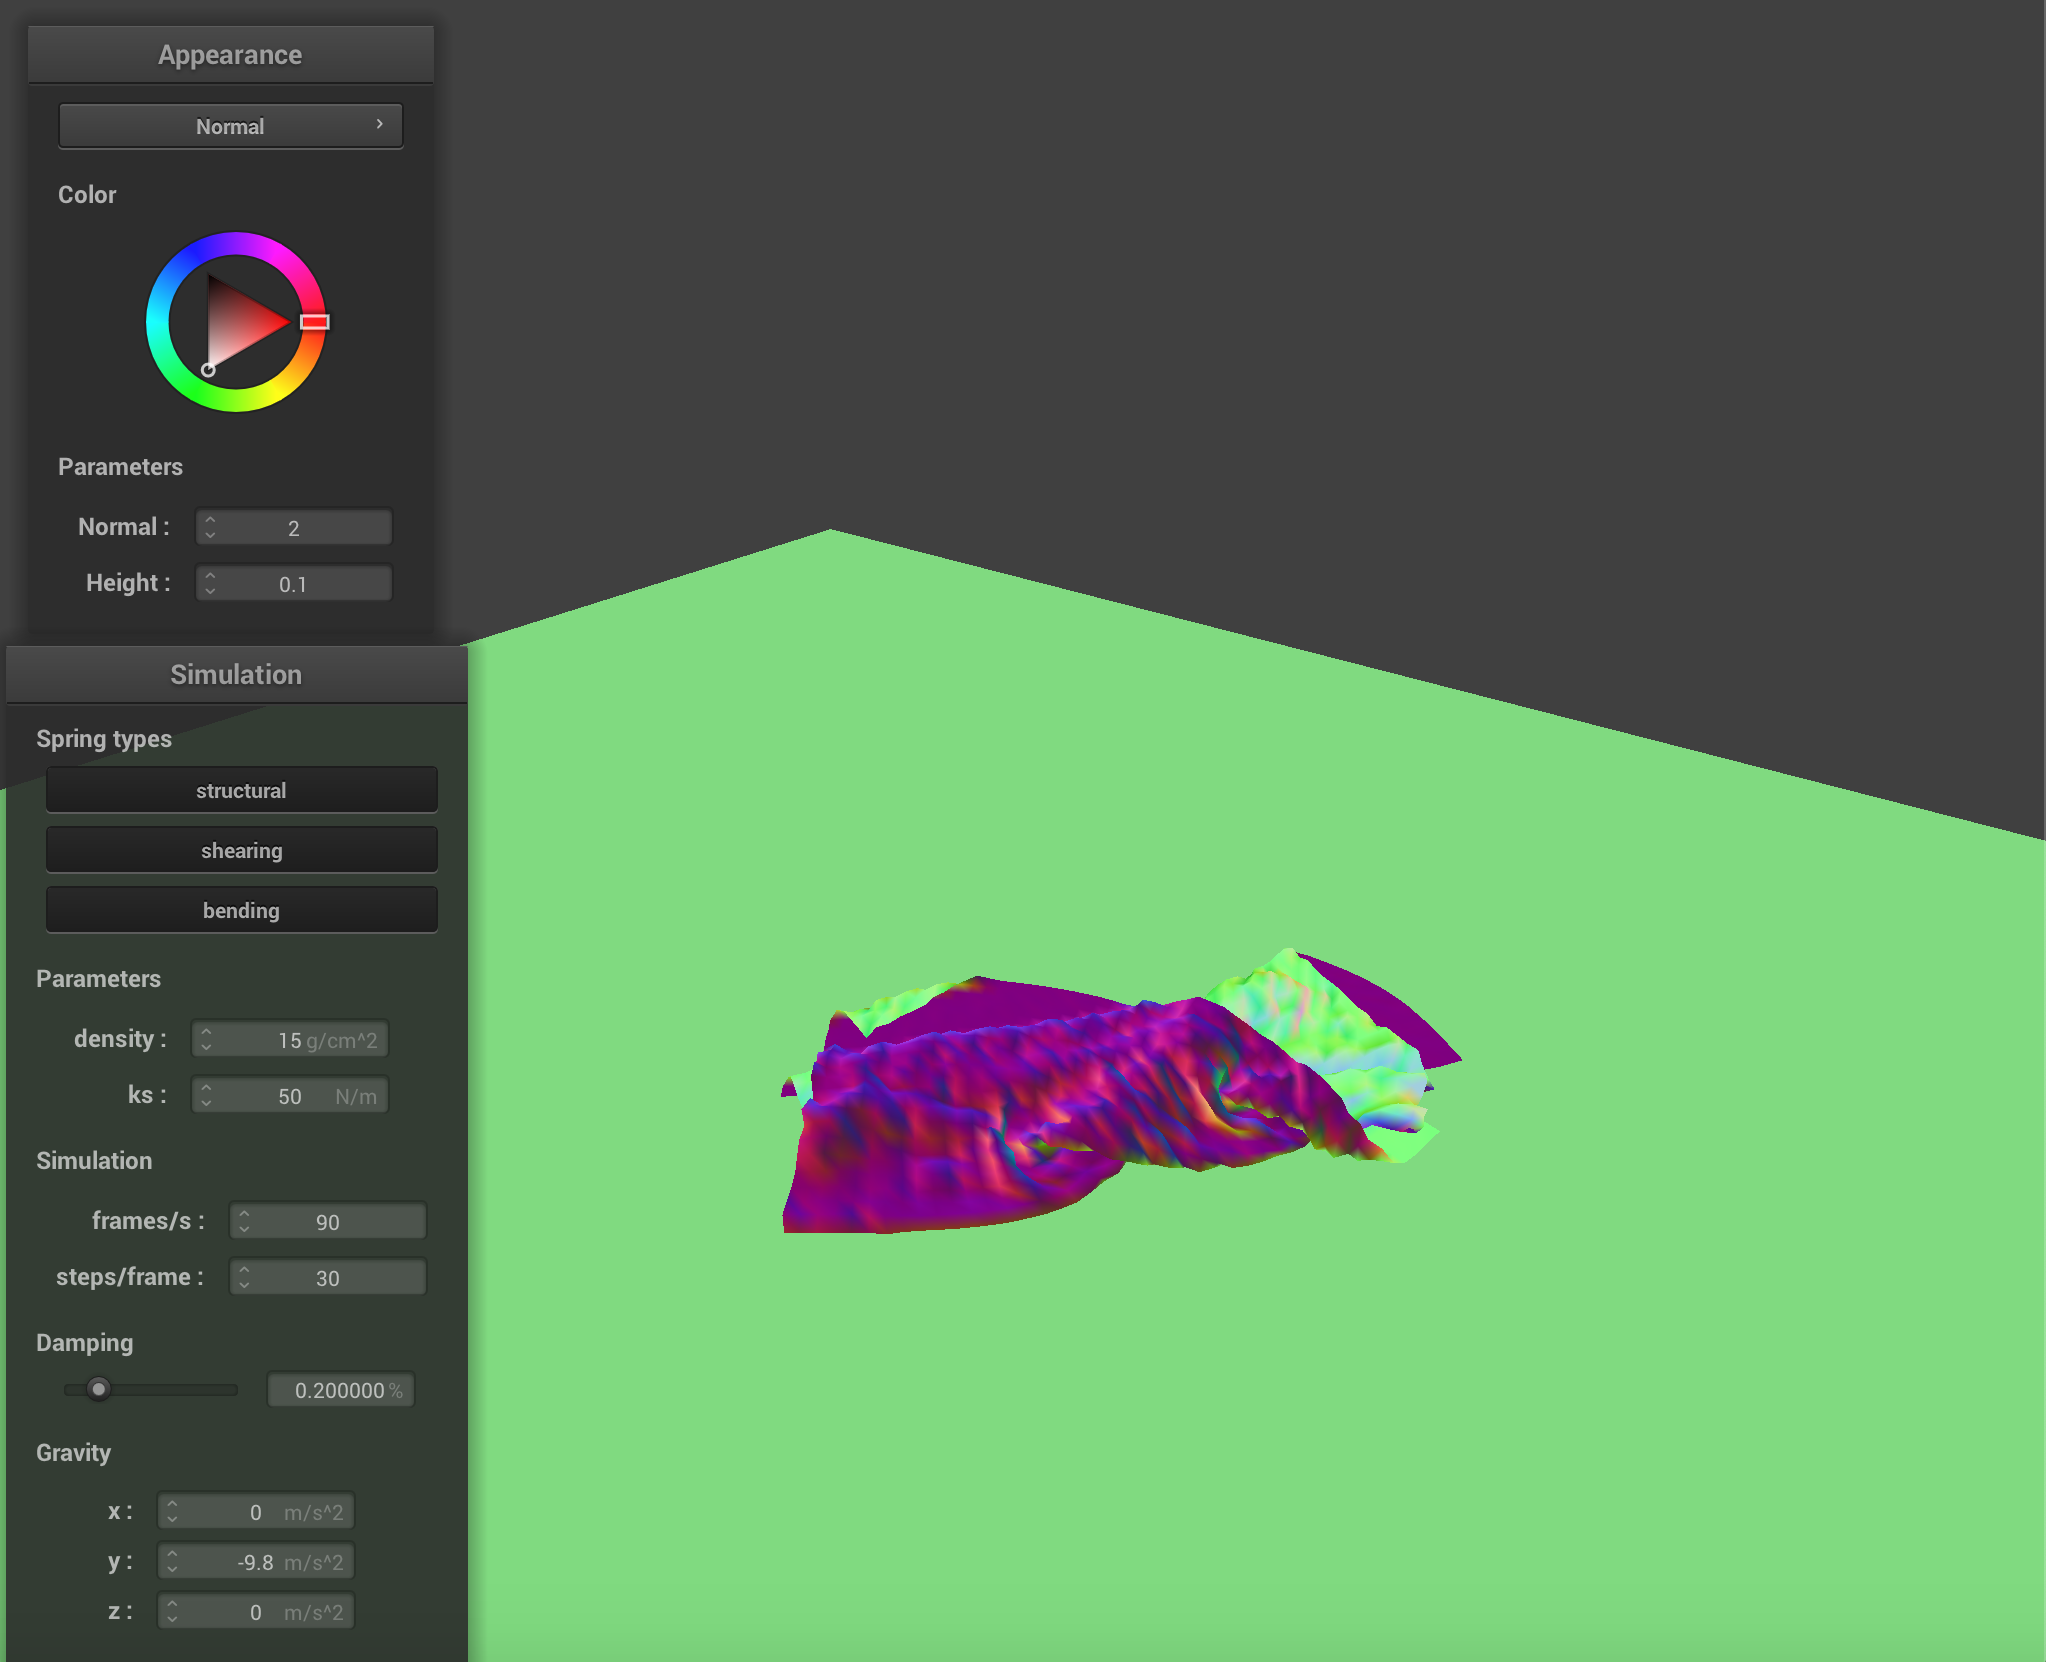 Appearance
Normal
Color
Parameters
Normal : 2
Height : 0.1
Simulation
Spring types
structural
shearing
bending
Parameters
density : 15 g/cm^2
ks : 50 N/m
Simulation
frames/s : 90
steps/frame : 30
Damping
0.200000 %
Gravity
x : 0 m/s^2
y : -9.8 m/s^2
z : 0 m/s^2